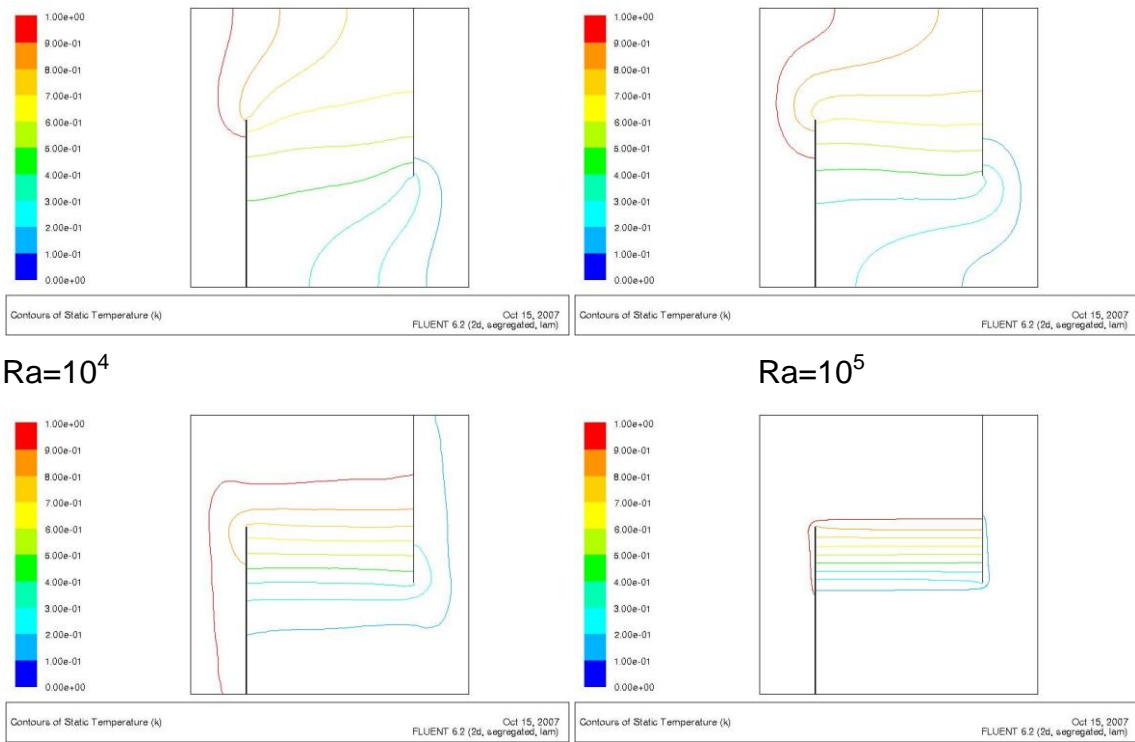 1.00e+00
9.00e-01
8.00e-01
7.00e-01
6.00e-01
5.00e-01
4.00e-01
3.00e-01
2.00e-01
1.00e-01
0.00e+00
Contours of Static Temperature (k)
Oct 15, 2007
FLUENT 6.2 (2d, segregated, lam)
1.00e+00
9.00e-01
8.00e-01
7.00e-01
6.00e-01
5.00e-01
4.00e-01
3.00e-01
2.00e-01
1.00e-01
0.00e+00
Contours of Static Temperature (k)
Oct 15, 2007
FLUENT 6.2 (2d, segregated, lam)
Ra=10⁴
Ra=10⁵
1.00e+00
9.00e-01
8.00e-01
7.00e-01
6.00e-01
5.00e-01
4.00e-01
3.00e-01
2.00e-01
1.00e-01
0.00e+00
Contours of Static Temperature (k)
Oct 15, 2007
FLUENT 6.2 (2d, segregated, lam)
1.00e+00
9.00e-01
8.00e-01
7.00e-01
6.00e-01
5.00e-01
4.00e-01
3.00e-01
2.00e-01
1.00e-01
0.00e+00
Contours of Static Temperature (k)
Oct 15, 2007
FLUENT 6.2 (2d, segregated, lam)